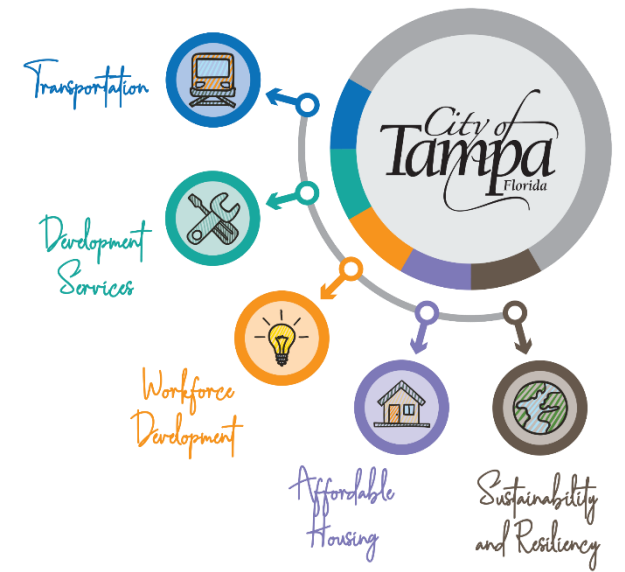 Transportation
City of
Tampa
Florida
Development
Services
Workforce
Development
Affordable
Housing
Sustainability
and Resiliency